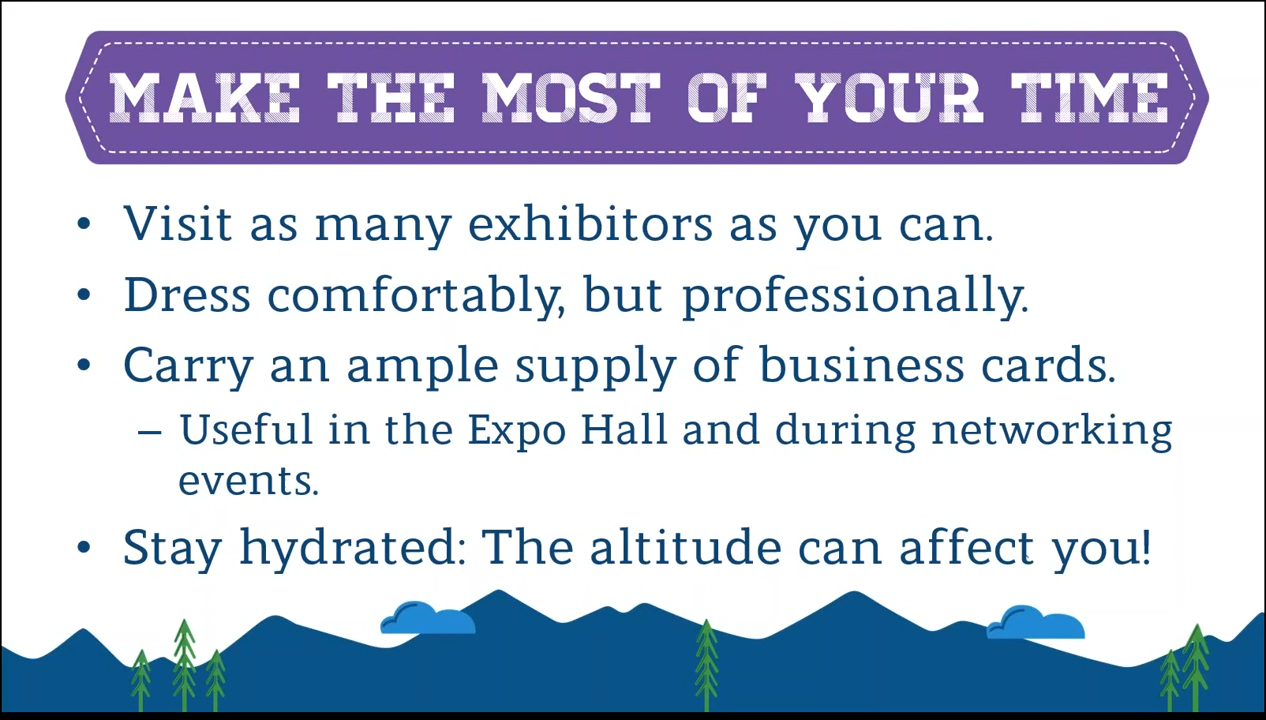 MAKE THE MOST OF YOUR TIME
• Visit as many exhibitors as you can.
• Dress comfortably, but professionally.
• Carry an ample supply of business cards.
– Useful in the Expo Hall and during networking
events.
• Stay hydrated: The altitude can affect you!